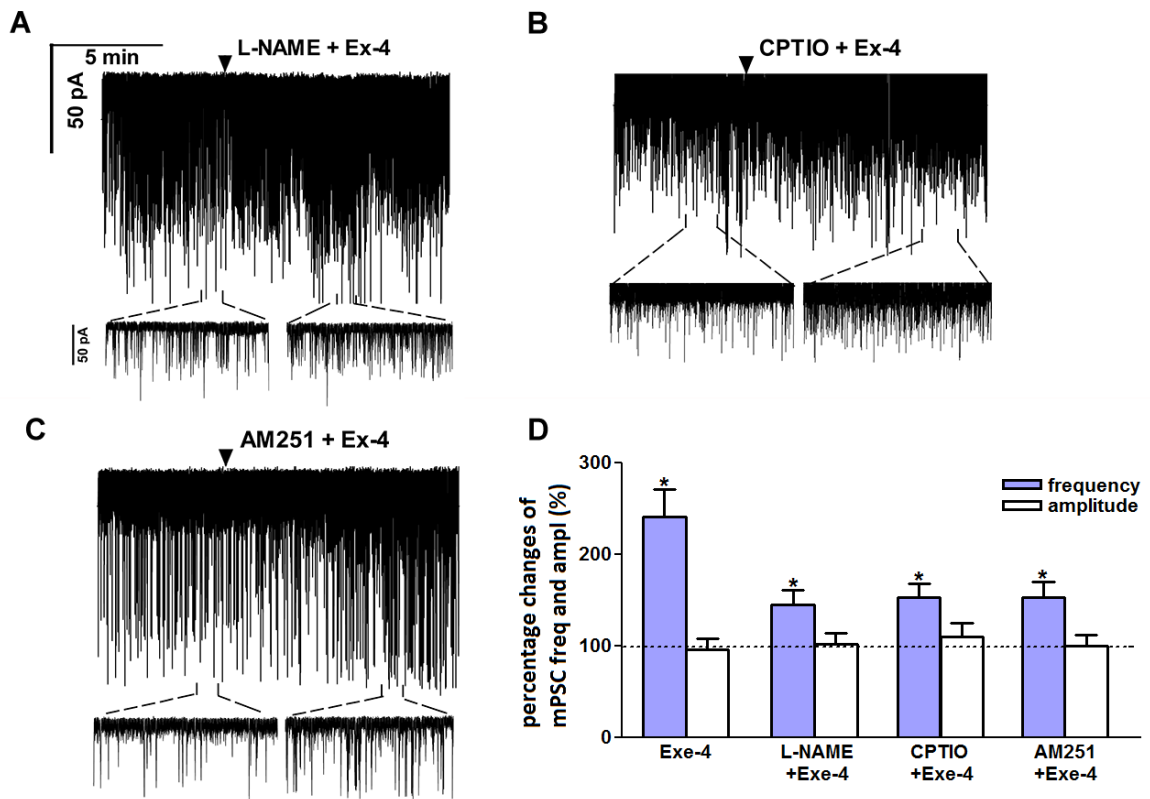 A
L-NAME + Ex-4
5 min
50 pA
50 pA
B
CPTIO + Ex-4
C
AM251 + Ex-4
D
percentage changes of
mPSC freq and ampl (%)
300
200
100
0
*
*
*
*
frequency
amplitude
Exe-4
L-NAME
+Exe-4
CPTIO
+Exe-4
AM251
+Exe-4